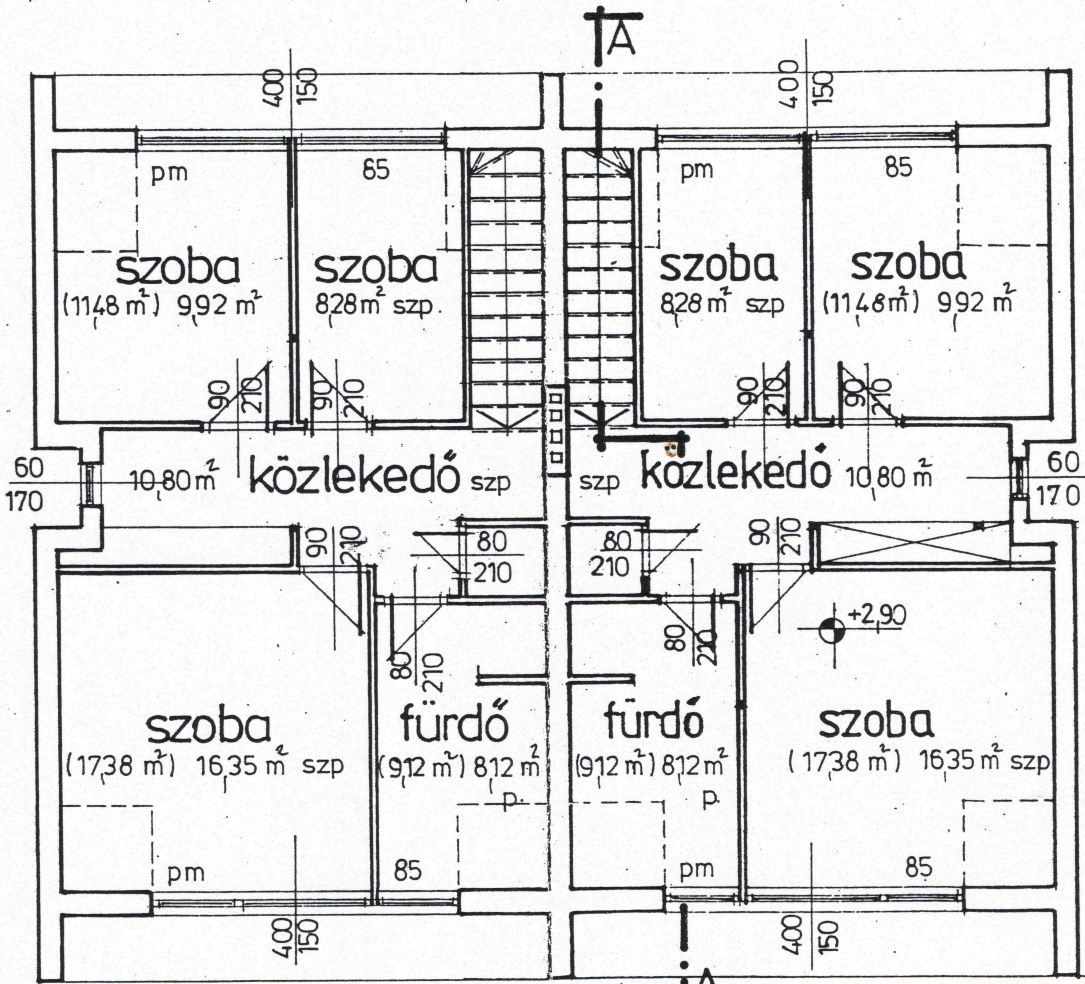 A
400
150
400
150
pm
85
pm
85
szoba
szoba
szoba
szoba
(11,48 m²) 9,92 m²
8,28 m² szp.
8,28 m² szp
(11,48 m²) 9,92 m²
90
210
90
210
90
210
90
210
60
170
10,80 m²
közlekedő szp
szp
közlekedő
10,80 m²
60
170
90
210
80
210
80
210
90
210
80
210
80
210
+2,90
szoba
fürdő
fürdő
szoba
(17,38 m²) 16,35 m² szp
(9,12 m²) 8,12 m²
p.
(9,12 m²) 8,12 m²
p.
(17,38 m²) 16,35 m² szp
pm
85
pm
85
400
150
400
150
A